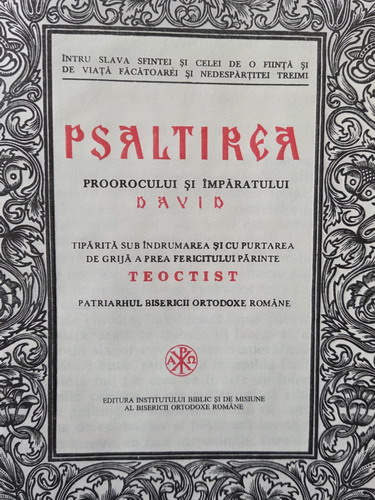 ÎNTRU SLAVA SFINTEI ȘI CELEI DE O FIINȚĂ ȘI
DE VIAȚĂ FĂCĂTOAREI ȘI NEDESPĂRȚITEI TREIMI
PSALTIREA
PROOROCULUI ȘI ÎMPĂRATULUI
DAVID
TIPĂRITĂ SUB ÎNDRUMAREA ȘI CU PURTAREA
DE GRIJĂ A PREA FERICITULUI PĂRINTE
TEOCTIST
PATRIARHUL BISERICII ORTODOXE ROMÂNE
Α Ρ Ω
EDITURA INSTITUTULUI BIBLIC ȘI DE MISIUNE
AL BISERICII ORTODOXE ROMÂNE